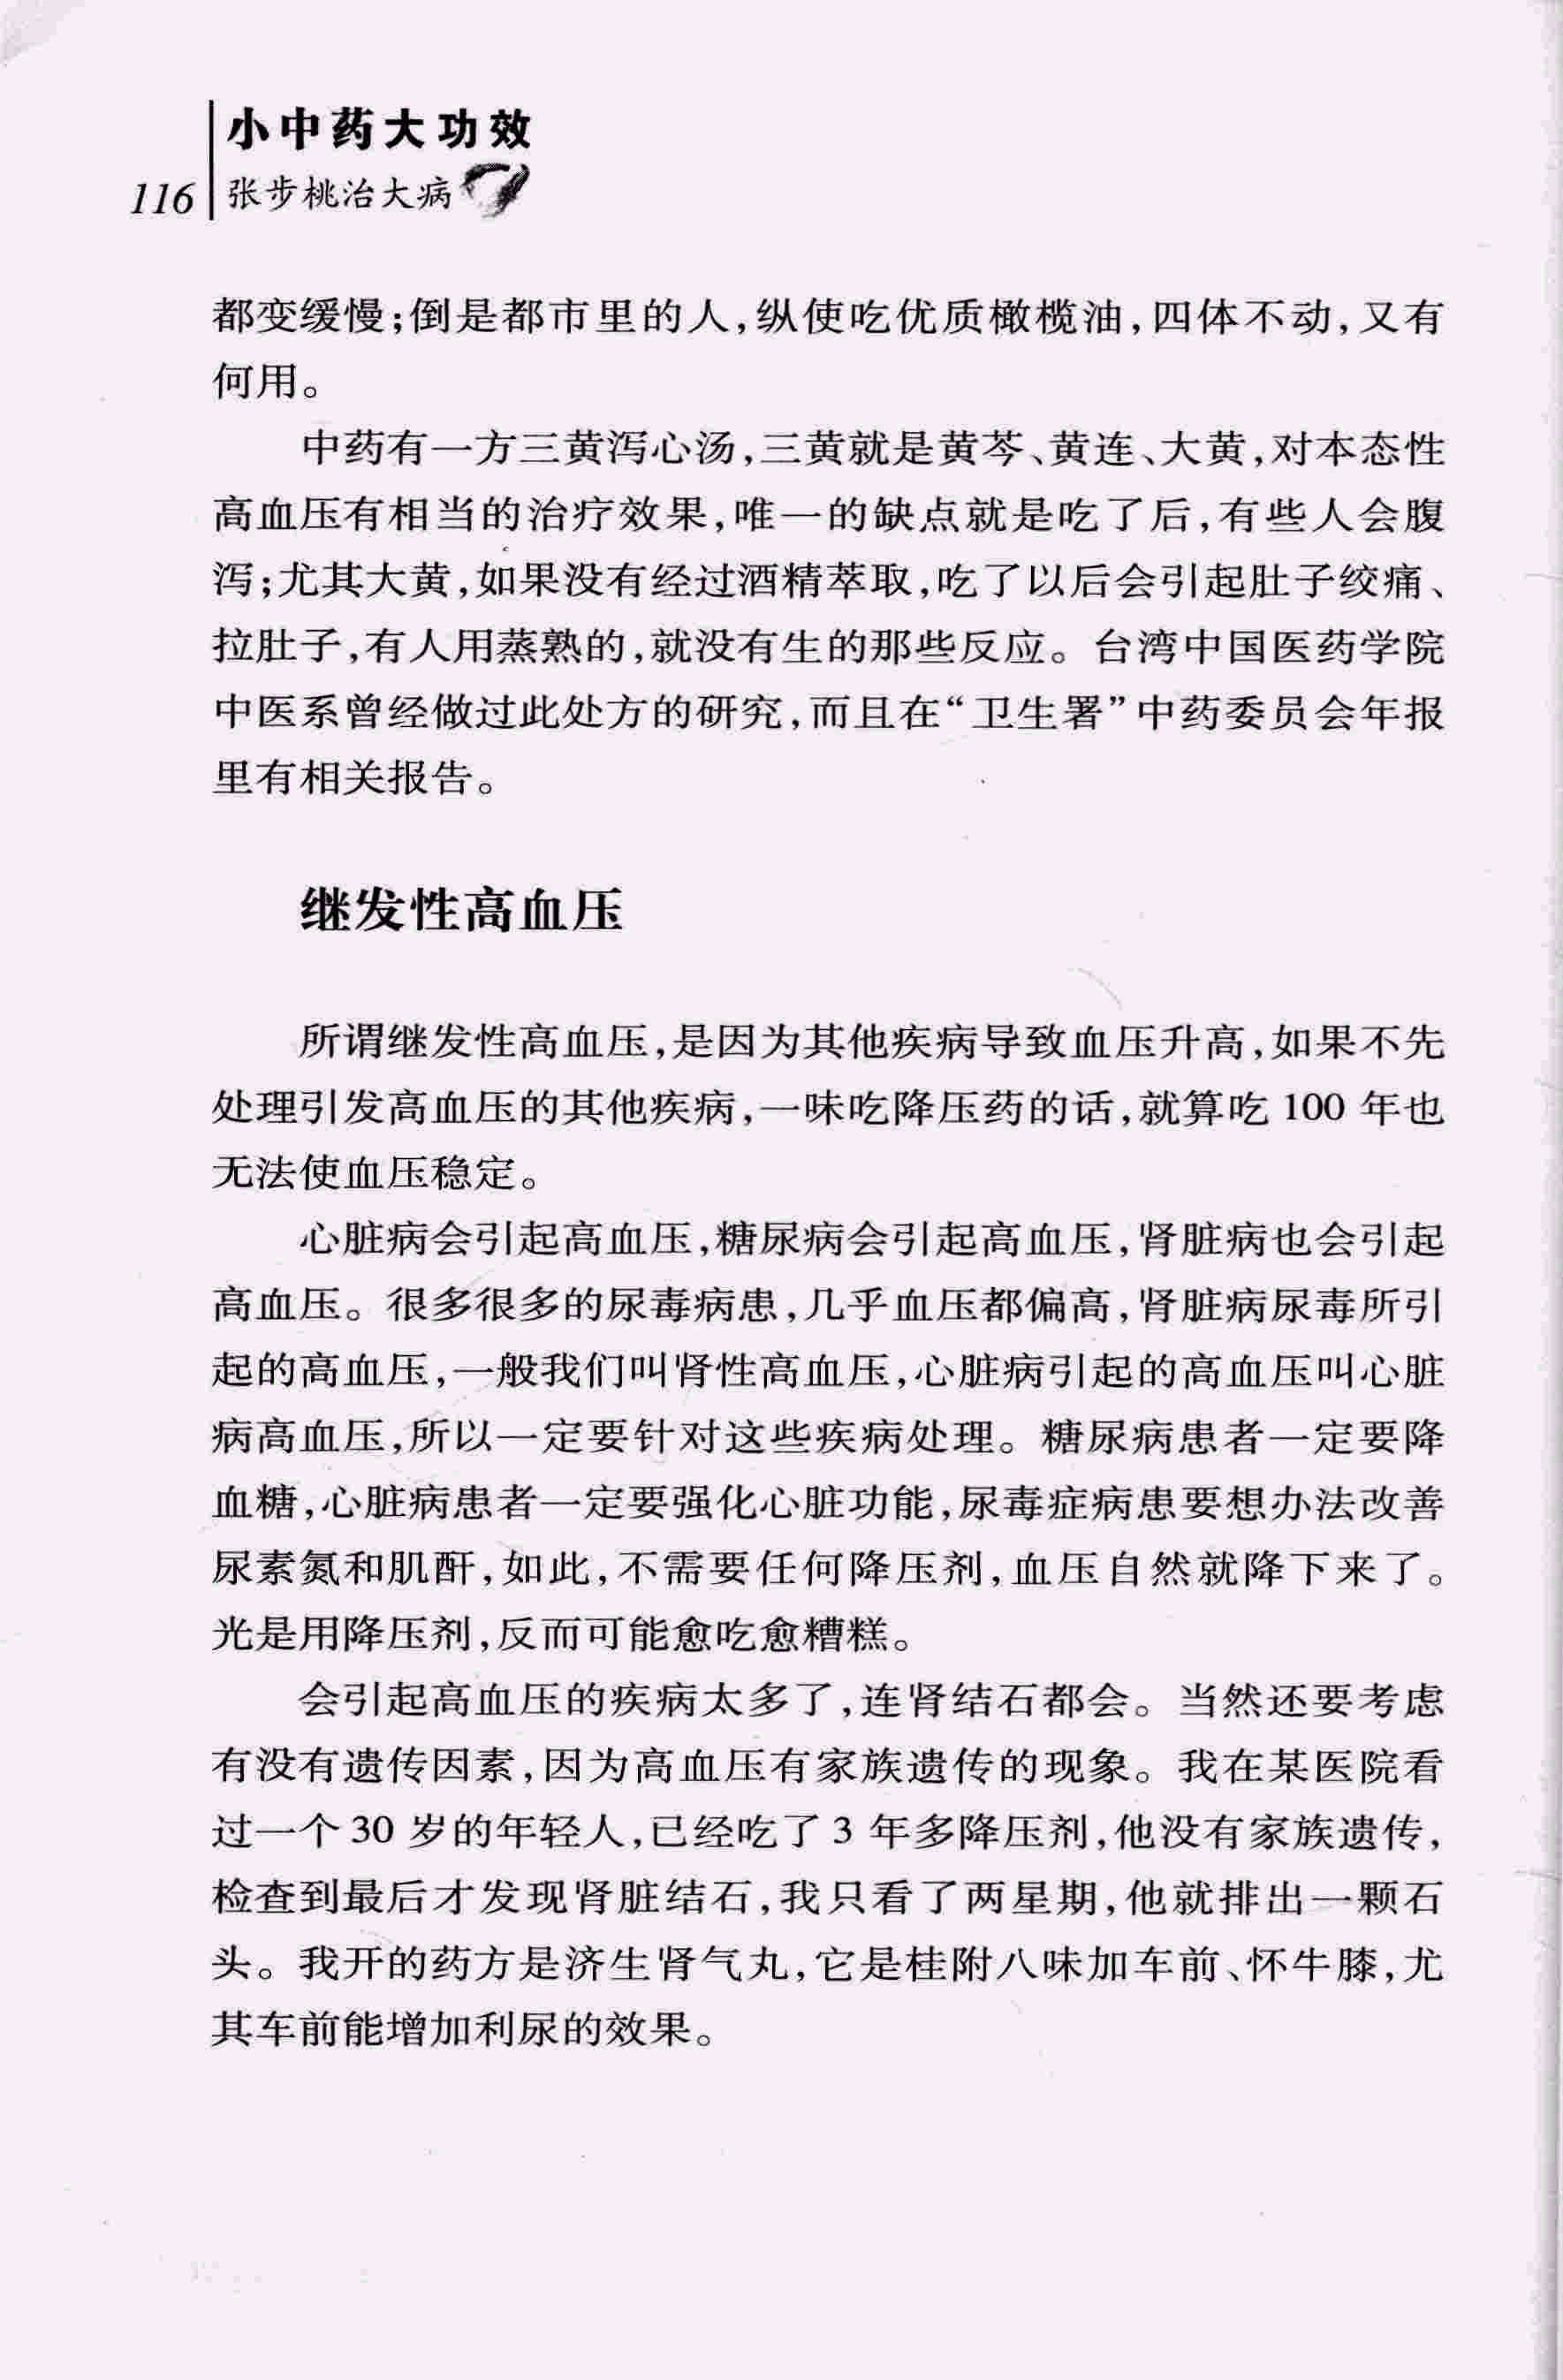 小中药大功效
116 张步桃治大病
都变缓慢;倒是都市里的人,纵使吃优质橄榄油,四体不动,又有
何用。
中药有一方三黄泻心汤,三黄就是黄芩、黄连、大黄,对本态性
高血压有相当的治疗效果,唯一的缺点就是吃了后,有些人会腹
泻;尤其大黄,如果没有经过酒精萃取,吃了以后会引起肚子绞痛、
拉肚子,有人用蒸熟的,就没有生的那些反应。台湾中国医药学院
中医系曾经做过此处方的研究,而且在“卫生署”中药委员会年报
里有相关报告。
继发性高血压
所谓继发性高血压,是因为其他疾病导致血压升高,如果不先
处理引发高血压的其他疾病,一味吃降压药的话,就算吃 100 年也
无法使血压稳定。
心脏病会引起高血压,糖尿病会引起高血压,肾脏病也会引起
高血压。很多很多的尿毒病患,几乎血压都偏高,肾脏病尿毒所引
起的高血压,一般我们叫肾性高血压,心脏病引起的高血压叫心脏
病高血压,所以一定要针对这些疾病处理。糖尿病患者一定要降
血糖,心脏病患者一定要强化心脏功能,尿毒症病患要想办法改善
尿素氮和肌酐,如此,不需要任何降压剂,血压自然就降下来了。
光是用降压剂,反而可能愈吃愈糟糕。
会引起高血压的疾病太多了,连肾结石都会。当然还要考虑
有没有遗传因素,因为高血压有家族遗传的现象。我在某医院看
过一个 30 岁的年轻人,已经吃了 3 年多降压剂,他没有家族遗传,
检查到最后才发现肾脏结石,我只看了两星期,他就排出一颗石
头。我开的药方是济生肾气丸,它是桂附八味加车前、怀牛膝,尤
其车前能增加利尿的效果。